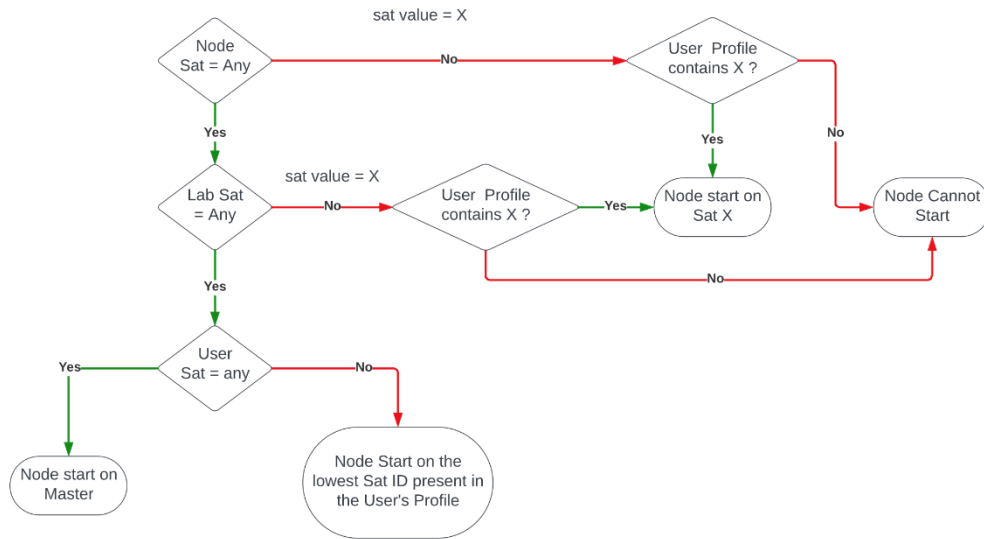 sat value = X
Node
Sat = Any
No
User Profile
contains X ?
Yes
Yes
No
sat value = X
Lab Sat
= Any
No
User Profile
contains X ?
Yes
Node start on
Sat X
Node Cannot
Start
Yes
No
User
Sat = any
Yes
No
Node start on
Master
Node Start on the
lowest Sat ID present in
the User's Profile